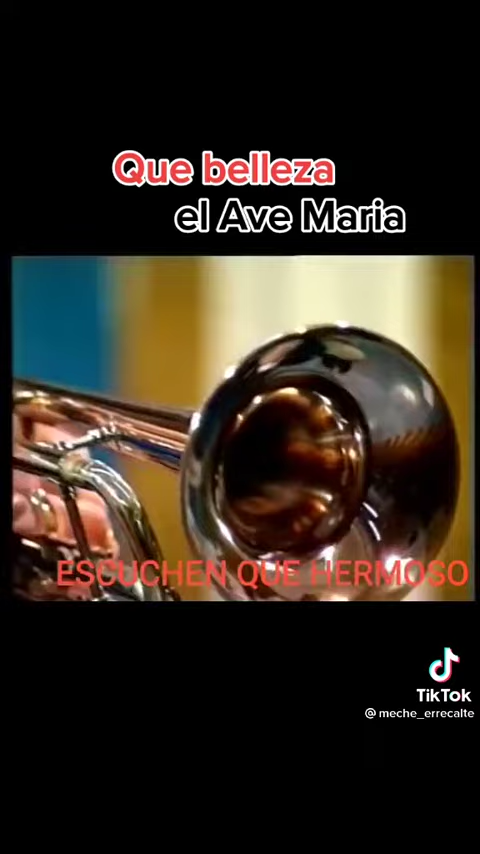 Que belleza
el Ave Maria
ESCUCHEN QUE HERMOSO
TikTok
@meche_errecalte